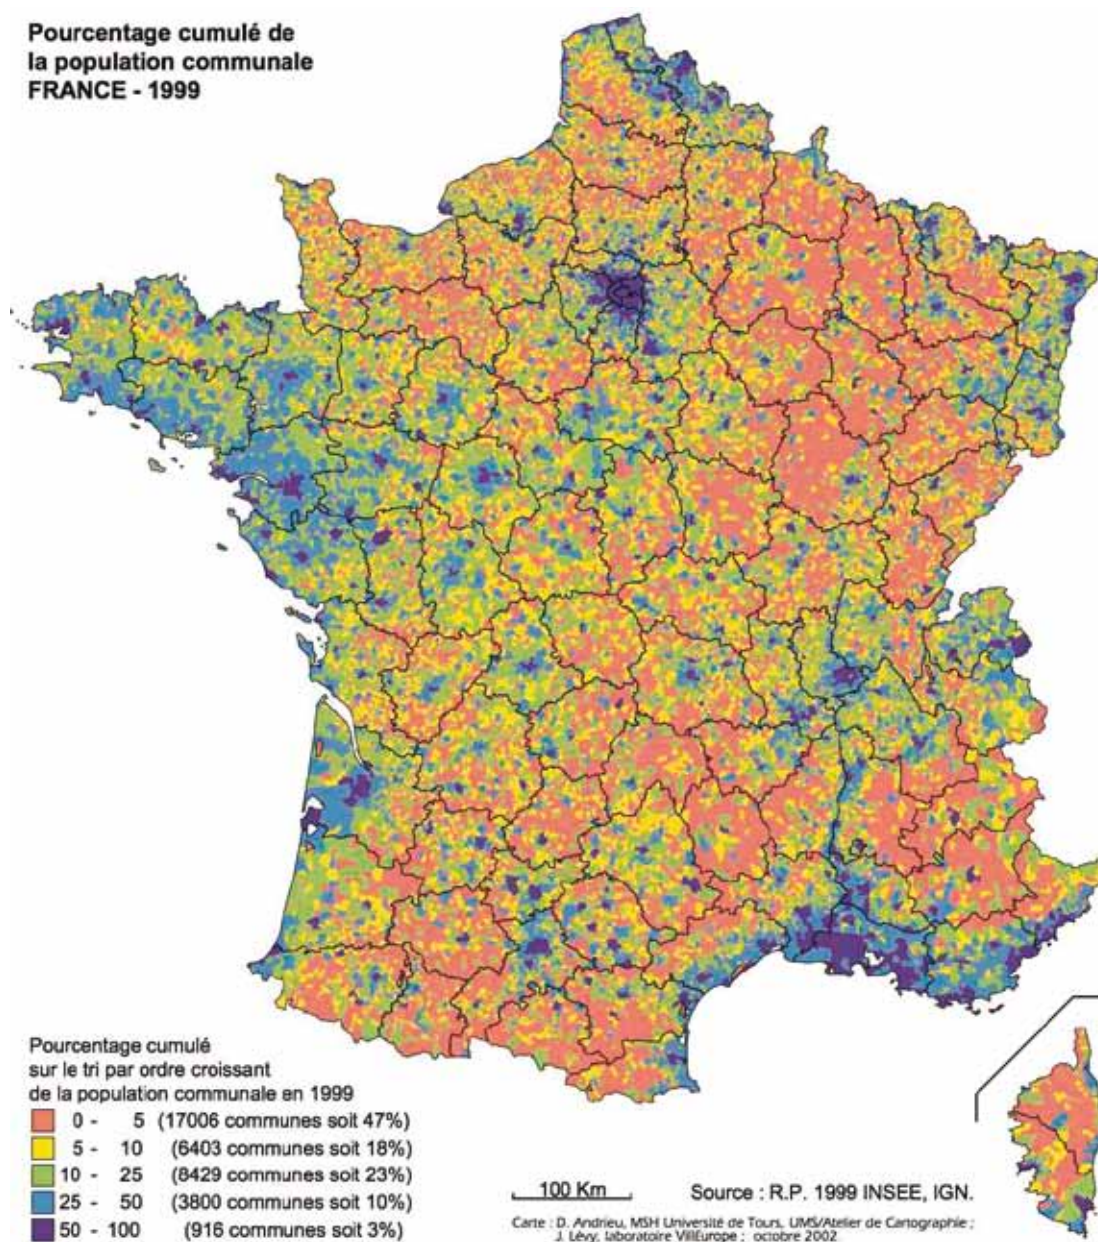 Pourcentage cumulé de
la population communale
FRANCE - 1999
Pourcentage cumulé
sur le tri par ordre croissant
de la population communale en 1999
0 - 5 (17006 communes soit 47%)
5 - 10 (6403 communes soit 18%)
10 - 25 (8429 communes soit 23%)
25 - 50 (3800 communes soit 10%)
50 - 100 (916 communes soit 3%)
100 Km
Source : R.P. 1999 INSEE, IGN.
Carte : D. Andrieu, MSH Université de Tours, UMS/Atelier de Cartographie ;
J. Lévy, laboratoire VillEurope ; octobre 2002